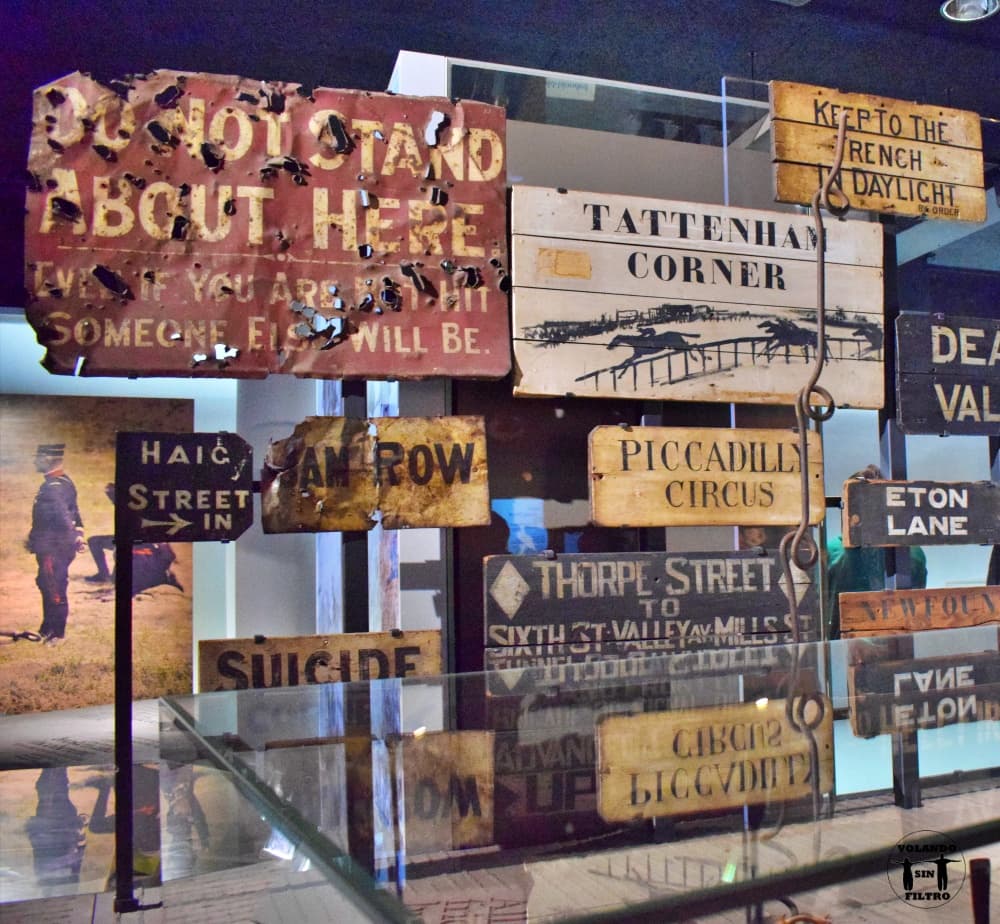 DO NOT STAND
ABOUT HERE
EVEN IF YOU ARE NOT HIT
SOMEONE ELSE WILL BE.
KEEP TO THE
TRENCH
IN DAYLIGHT
BY ORDER
TATTENHAM
CORNER
DEA
VAL
HAIG
STREET
IN
ROW
PICCADILLY
CIRCUS
ETON
LANE
THORPE STREET
TO
SIXTH ST. VALLEY AV. MILLS ST
NEWFOUN
SUICIDE
UP
VOLANDO
SIN
FILTRO